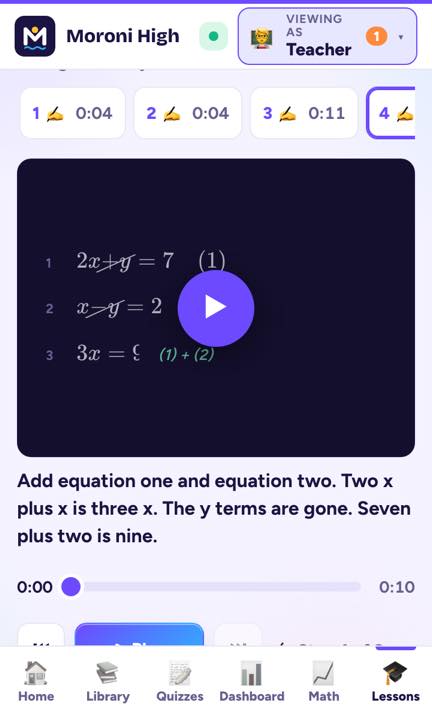 Moroni High
VIEWING AS
Teacher
1
1 ✍️ 0:04
2 ✍️ 0:04
3 ✍️ 0:11
4 ✍️
1 2x+y = 7 (1)
2 x−y = 2
3 3x = 9 (1) + (2)
Add equation one and equation two. Two x
plus x is three x. The y terms are gone. Seven
plus two is nine.
0:00 0:10
Home Library Quizzes Dashboard Math Lessons